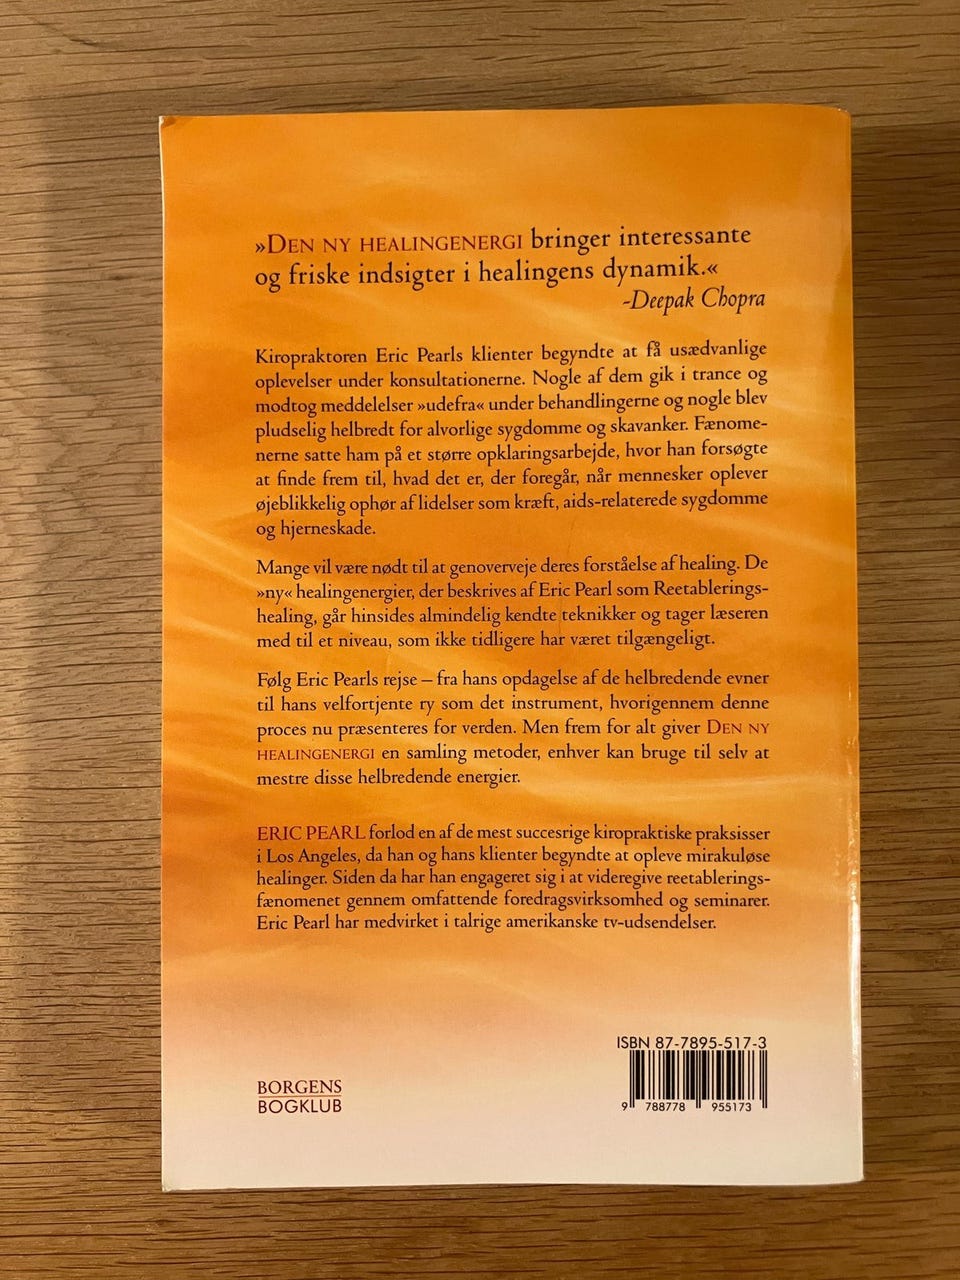 »DEN NY HEALINGENERGI bringer interessante
og friske indsigter i healingens dynamik.«
-Deepak Chopra
Kiropraktoren Eric Pearls klienter begyndte at få usædvanlige
oplevelser under konsultationerne. Nogle af dem gik i trance og
modtog meddelelser »udefra« under behandlingerne og nogle blev
pludselig helbredt for alvorlige sygdomme og skavanker. Fænome-
nerne satte ham på et større opklaringsarbejde, hvor han forsøgte
at finde frem til, hvad det er, der foregår, når mennesker oplever
øjeblikkelig ophør af lidelser som kræft, aids-relaterede sygdomme
og hjerneskade.
Mange vil være nødt til at genoverveje deres forståelse af healing. De
»ny« healingenergier, der beskrives af Eric Pearl som Reetablerings-
healing, går hinsides almindelig kendte teknikker og tager læseren
med til et niveau, som ikke tidligere har været tilgængeligt.
Følg Eric Pearls rejse – fra hans opdagelse af de helbredende evner
til hans velfortjente ry som det instrument, hvorigennem denne
proces nu præsenteres for verden. Men frem for alt giver DEN NY
HEALINGENERGI en samling metoder, enhver kan bruge til selv at
mestre disse helbredende energier.
ERIC PEARL forlod en af de mest succesrige kiropraktiske praksisser
i Los Angeles, da han og hans klienter begyndte at opleve mirakuløse
healinger. Siden da har han engageret sig i at videregive reetablerings-
fænomenet gennem omfattende foredragsvirksomhed og seminarer.
Eric Pearl har medvirket i talrige amerikanske tv-udsendelser.
ISBN 87-7895-517-3
9 788778 955173
BORGENS
BOGKLUB